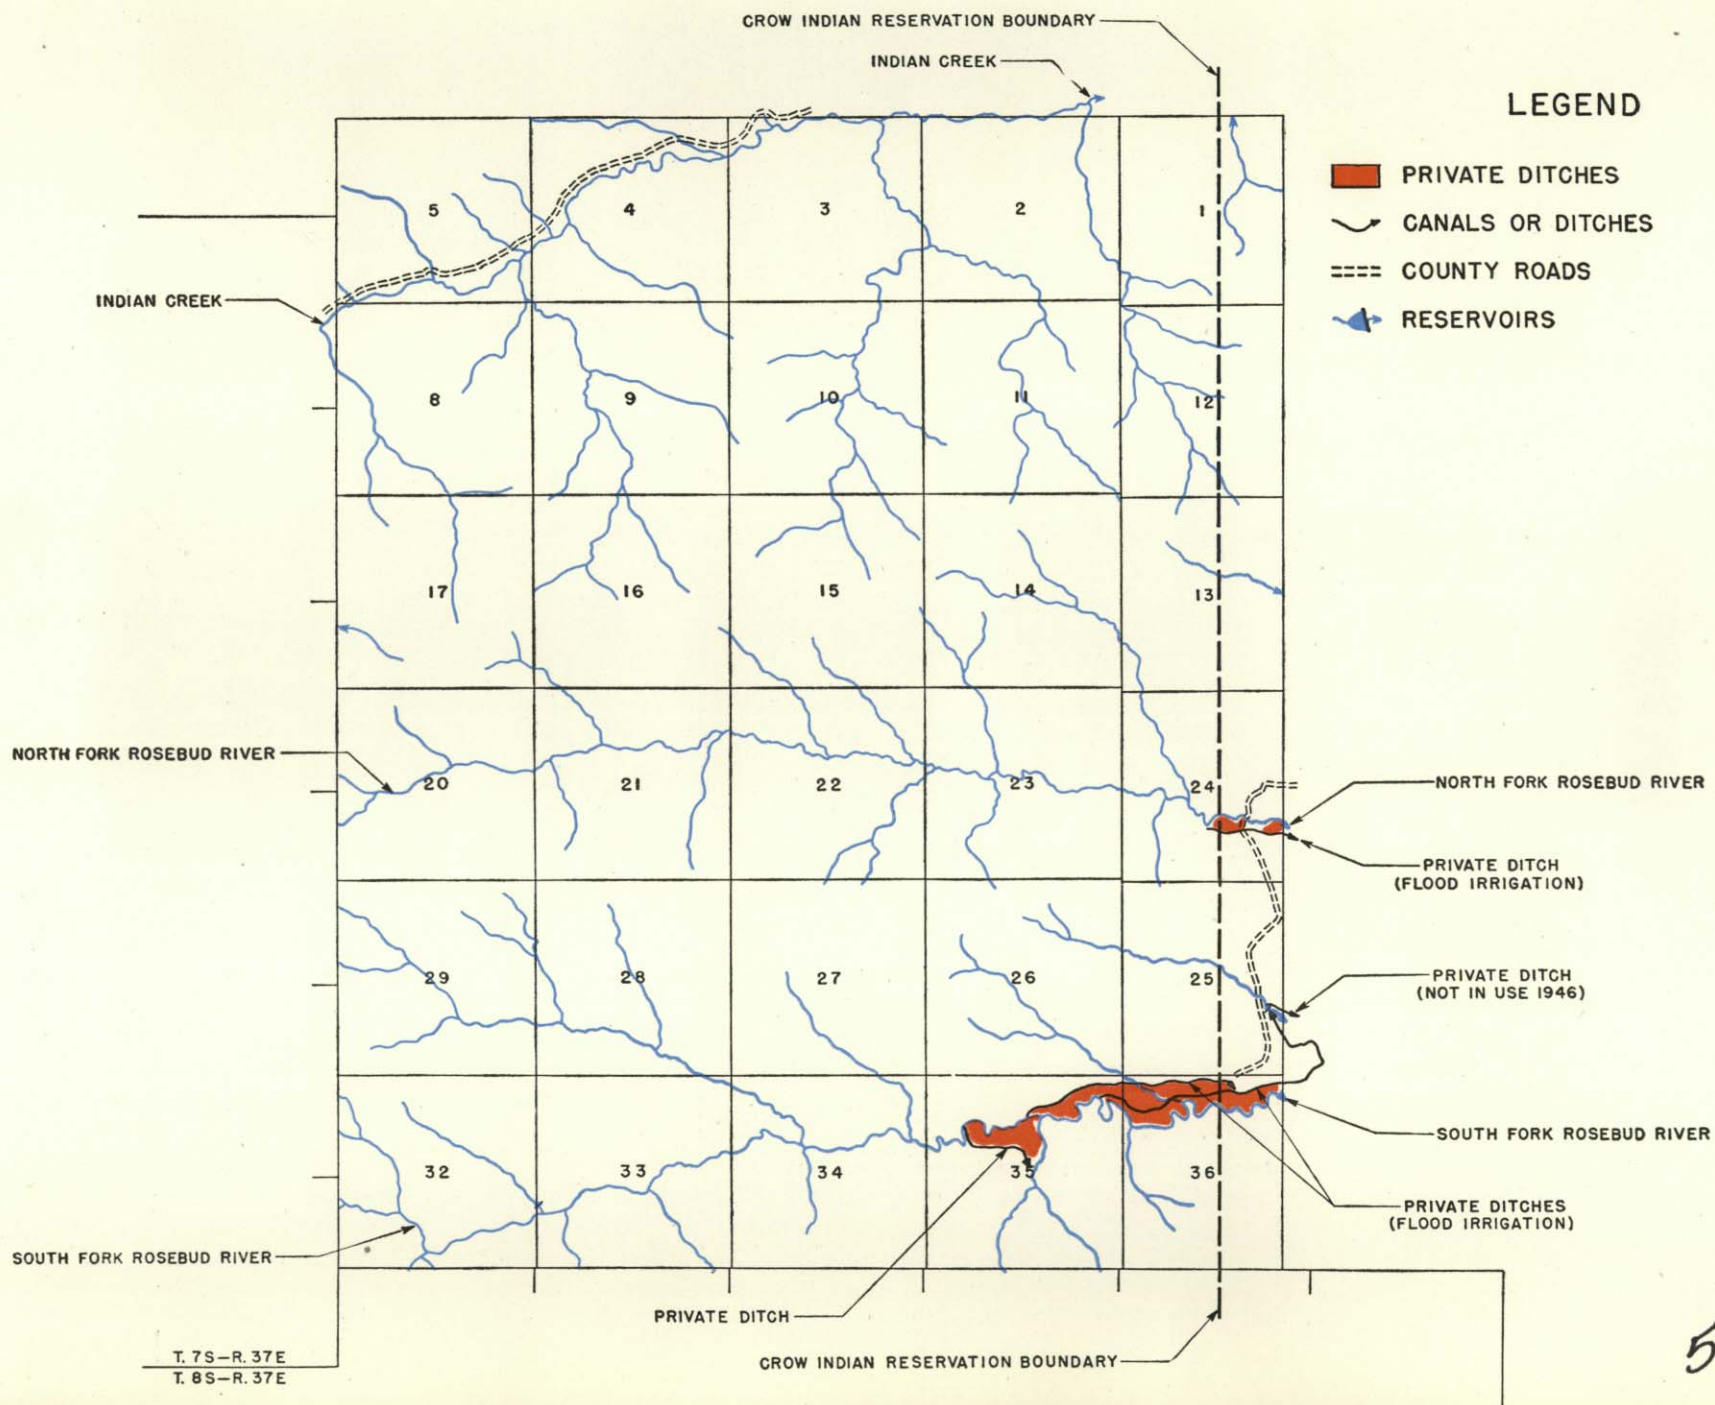 CROW INDIAN RESERVATION BOUNDARY
INDIAN CREEK
LEGEND
PRIVATE DITCHES
CANALS OR DITCHES
COUNTY ROADS
RESERVOIRS
5
4
3
2
1
INDIAN CREEK
8
9
10
11
12
17
16
15
14
13
NORTH FORK ROSEBUD RIVER
20
21
22
23
24
NORTH FORK ROSEBUD RIVER
PRIVATE DITCH
(FLOOD IRRIGATION)
29
28
27
26
25
PRIVATE DITCH
(NOT IN USE 1946)
SOUTH FORK ROSEBUD RIVER
32
33
34
35
36
PRIVATE DITCHES
(FLOOD IRRIGATION)
SOUTH FORK ROSEBUD RIVER
PRIVATE DITCH
CROW INDIAN RESERVATION BOUNDARY
T. 7S-R. 37E
T. 8S-R. 37E
5